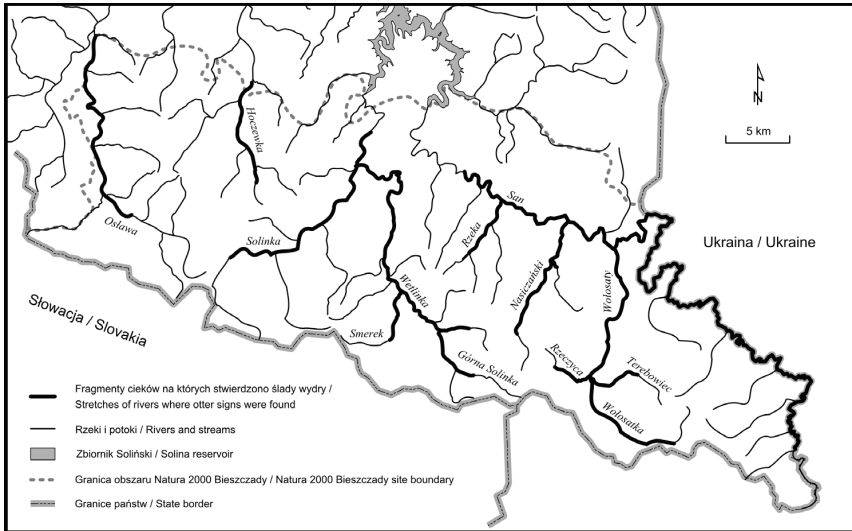 5 km
Hoczewka
San
Osława
Solinka
Rzeka
Ukraina / Ukraine
Nasiczański
Wołosaty
Wetlinka
Słowacja / Slovakia
Smerek
Górna Solinka
Rzeczyca
Terebowiec
Wołosatka
Fragmenty cieków na których stwierdzono ślady wydry /
Stretches of rivers where otter signs were found
Rzeki i potoki / Rivers and streams
Zbiornik Soliński / Solina reservoir
Granica obszaru Natura 2000 Bieszczady / Natura 2000 Bieszczady site boundary
Granice państw / State border
N